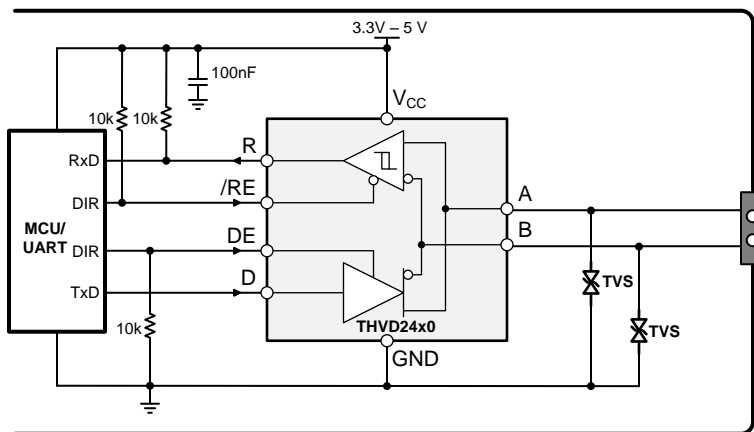 3.3V – 5 V
100nF
10k
10k
VCC
R
RxD
/RE
A
DIR
MCU/
UART
B
DE
DIR
D
TVS
TxD
10k
THVD24x0
TVS
GND